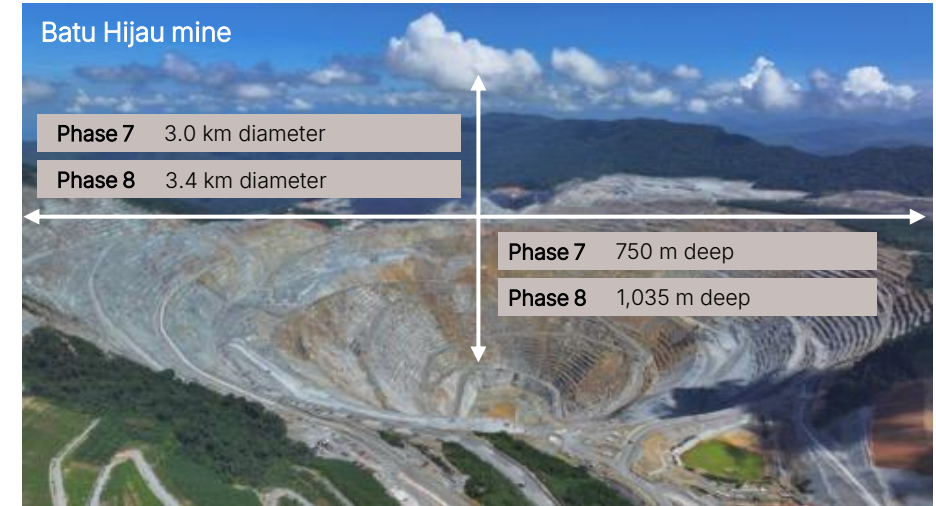 Batu Hijau mine
Phase 7 3.0 km diameter
Phase 8 3.4 km diameter
Phase 7 750 m deep
Phase 8 1,035 m deep